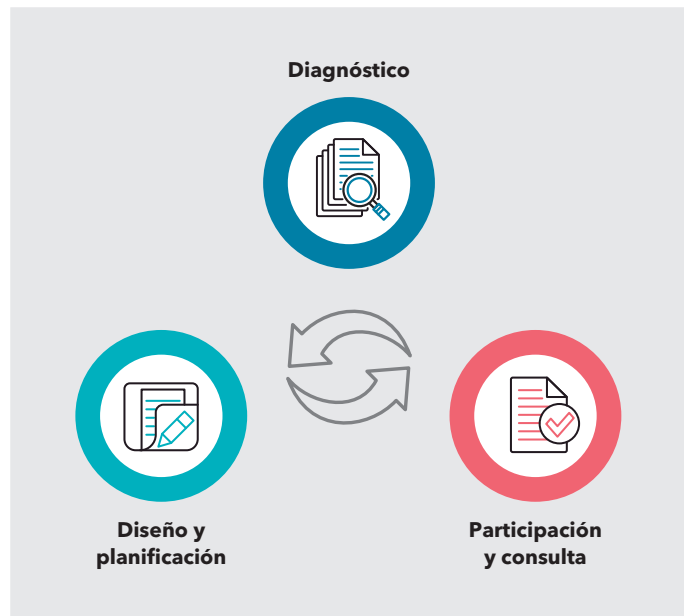 Diagnóstico
Diseño y
planificación
Participación
y consulta